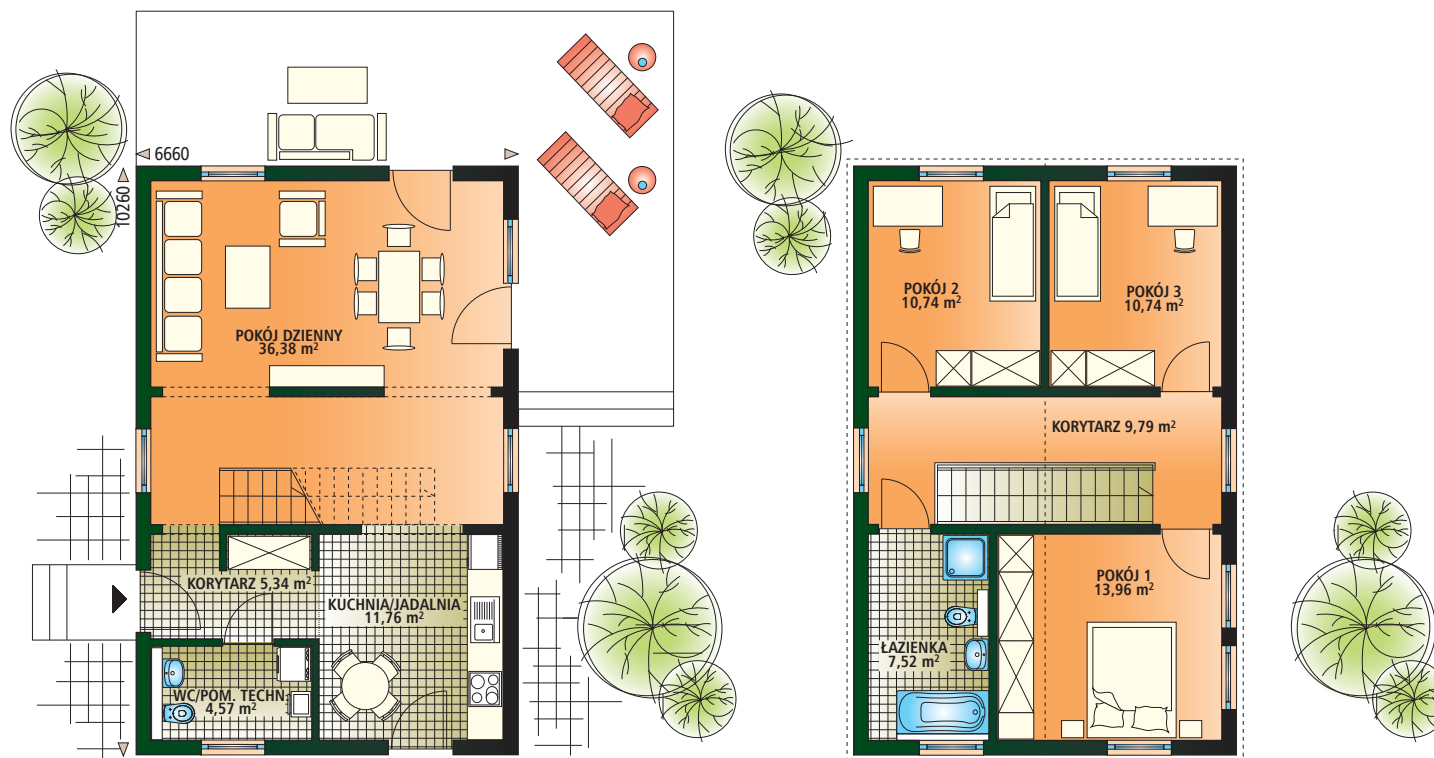 6660
10260
POKÓJ DZIENNY
36,38 m²
KORYTARZ 5,34 m²
KUCHNIA/JADALNIA
11,76 m²
WC/POM. TECHN.
4,57 m²
POKÓJ 2
10,74 m²
POKÓJ 3
10,74 m²
KORYTARZ 9,79 m²
POKÓJ 1
13,96 m²
ŁAZIENKA
7,52 m²